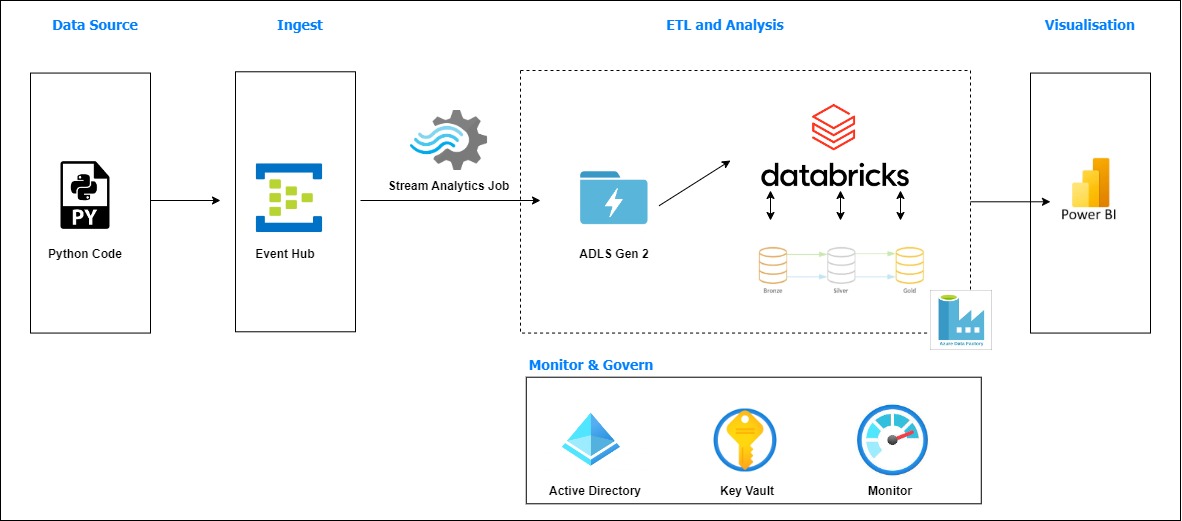 Data Source
Ingest
ETL and Analysis
Visualisation
PY
Python Code
Event Hub
Stream Analytics Job
ADLS Gen 2
databricks
Bronze
Silver
Gold
Azure Data Factory
Power BI
Monitor & Govern
Active Directory
Key Vault
Monitor